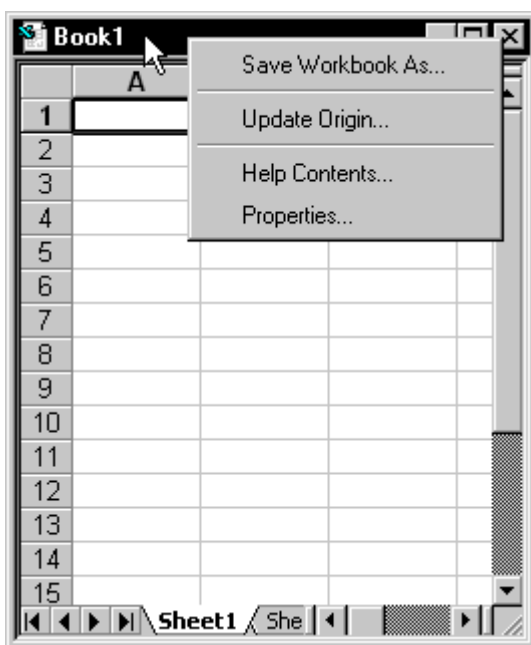 Book1
Save Workbook As...
Update Origin...
Help Contents...
Properties...
A
1
2
3
4
5
6
7
8
9
10
11
12
13
14
15
Sheet1
She